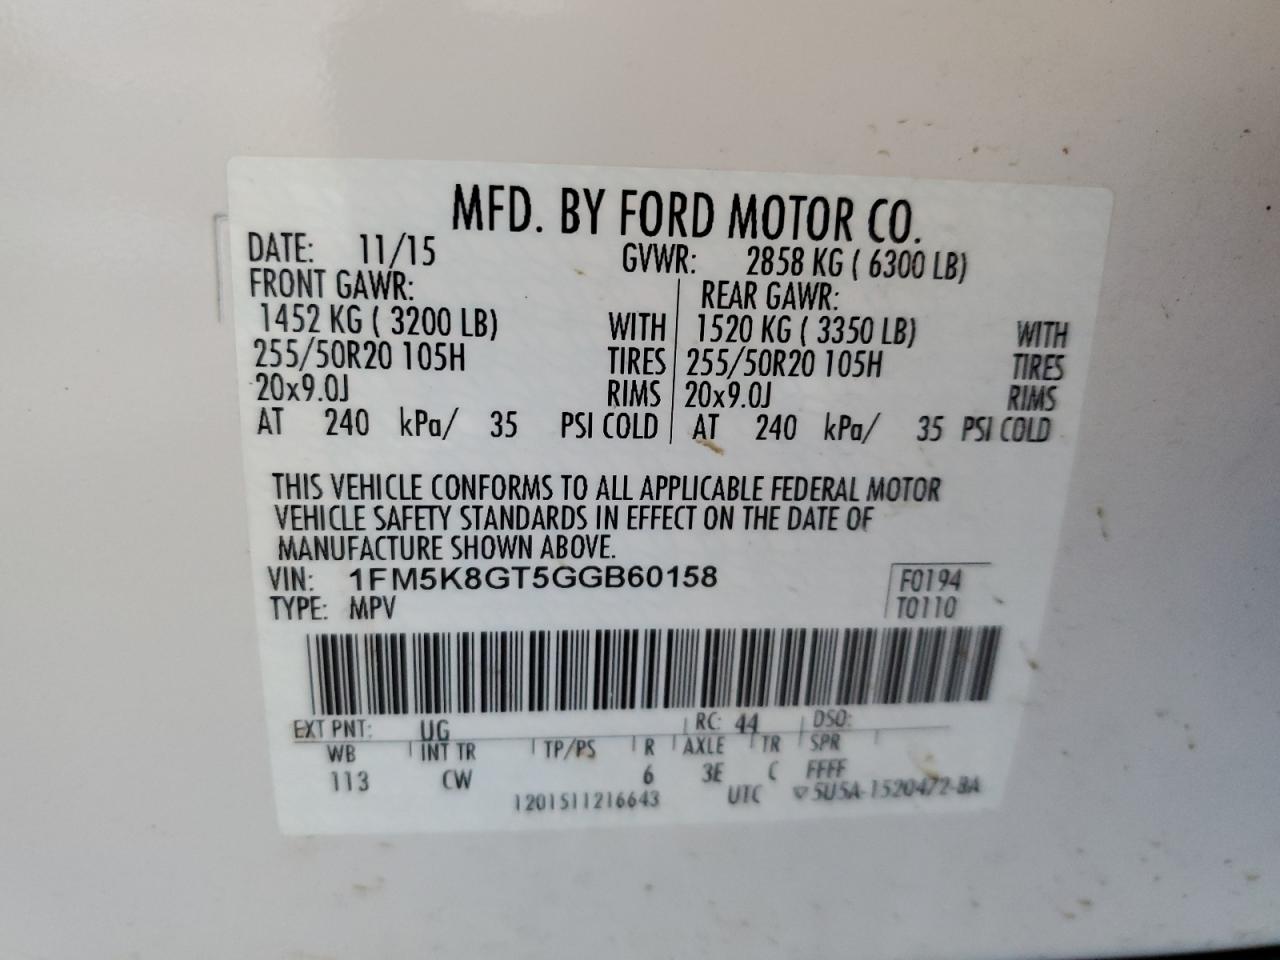 MFD. BY FORD MOTOR CO.
DATE: 11/15 GVWR: 2858 KG ( 6300 LB)
FRONT GAWR: REAR GAWR:
1452 KG ( 3200 LB) WITH 1520 KG ( 3350 LB) WITH
255/50R20 105H TIRES 255/50R20 105H TIRES
20x9.0J RIMS 20x9.0J RIMS
AT 240 kPa/ 35 PSI COLD AT 240 kPa/ 35 PSI COLD
THIS VEHICLE CONFORMS TO ALL APPLICABLE FEDERAL MOTOR
VEHICLE SAFETY STANDARDS IN EFFECT ON THE DATE OF
MANUFACTURE SHOWN ABOVE.
VIN: 1FM5K8GT5GGB60158 F0194
TYPE: MPV T0110
EXT PNT: UG RC: 44 DSO:
WB INT TR TP/PS R AXLE TR SPR
113 CW 6 3E C FFFF
1201511216643 UTC 5U5A-1520472-BA